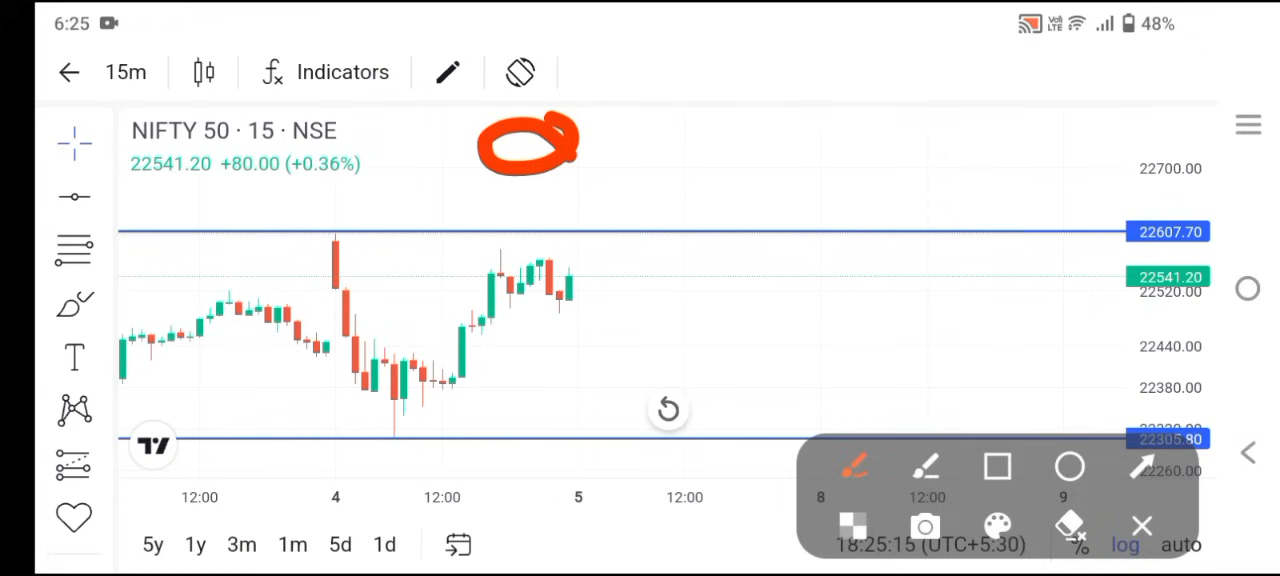 6:25 Vo) LTE 48%
15m Indicators
NIFTY 50 · 15 · NSE
22541.20 +80.00 (+0.36%)
22700.00
22607.70
22541.20
22520.00
22440.00
22380.00
22305.80
22260.00
12:00 4 12:00 5 12:00 8 12:00 9
5y 1y 3m 1m 5d 1d 18:25:15 (UTC+5:30) % log auto